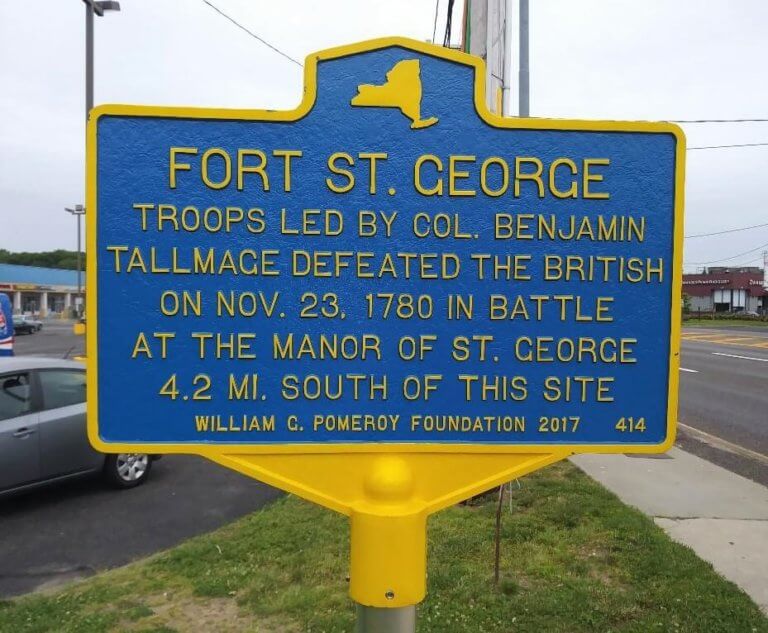 FORT ST. GEORGE
TROOPS LED BY COL. BENJAMIN
TALLMAGE DEFEATED THE BRITISH
ON NOV. 23, 1780 IN BATTLE
AT THE MANOR OF ST. GEORGE
4.2 MI. SOUTH OF THIS SITE
WILLIAM G. POMEROY FOUNDATION 2017 414